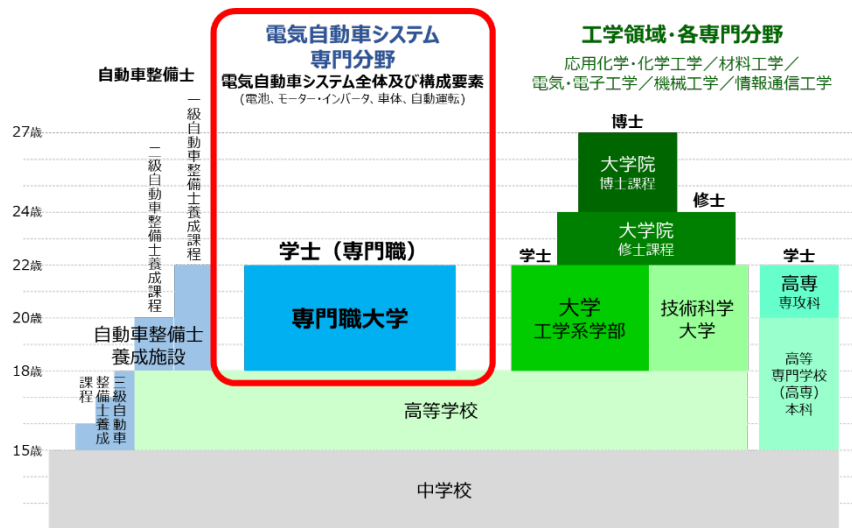 電気自動車システム
専門分野
電気自動車システム全体及び構成要素
(電池、モーター・インバータ、車体、自動運転)
工学領域・各専門分野
応用化学・化学工学／材料工学／
電気・電子工学／機械工学／情報通信工学
自動車整備士
一級自動車整備士養成課程
二級自動車整備士養成課程
27歳
24歳
22歳
20歳
18歳
15歳
博士
大学院
博士課程
修士
大学院
修士課程
学士（専門職）
専門職大学
学士
大学
工学系学部
技術科学
大学
学士
高専
専攻科
高等
専門学校
(高専)
本科
自動車整備士
養成施設
三級自動車
整備士養成
課程
高等学校
中学校